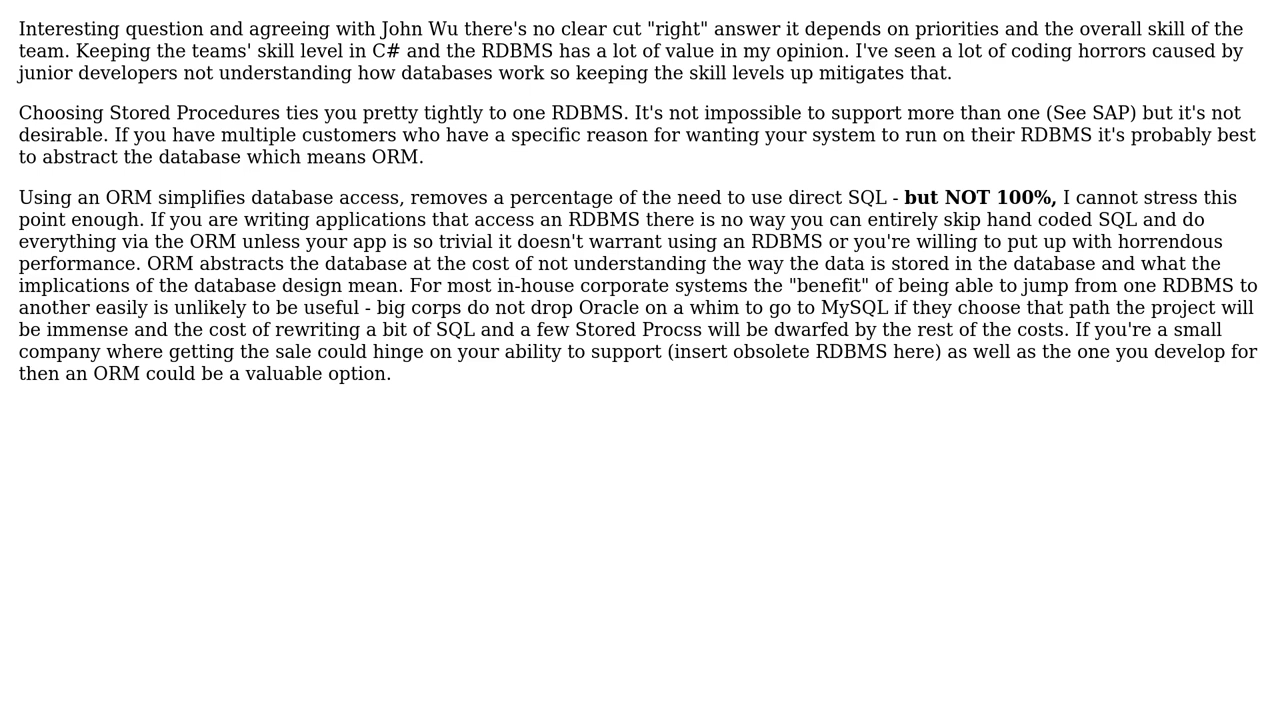 Interesting question and agreeing with John Wu there's no clear cut "right" answer it depends on priorities and the overall skill of the
team. Keeping the teams' skill level in C# and the RDBMS has a lot of value in my opinion. I've seen a lot of coding horrors caused by
junior developers not understanding how databases work so keeping the skill levels up mitigates that.
Choosing Stored Procedures ties you pretty tightly to one RDBMS. It's not impossible to support more than one (See SAP) but it's not
desirable. If you have multiple customers who have a specific reason for wanting your system to run on their RDBMS it's probably best
to abstract the database which means ORM.
Using an ORM simplifies database access, removes a percentage of the need to use direct SQL - but NOT 100%, I cannot stress this
point enough. If you are writing applications that access an RDBMS there is no way you can entirely skip hand coded SQL and do
everything via the ORM unless your app is so trivial it doesn't warrant using an RDBMS or you're willing to put up with horrendous
performance. ORM abstracts the database at the cost of not understanding the way the data is stored in the database and what the
implications of the database design mean. For most in-house corporate systems the "benefit" of being able to jump from one RDBMS to
another easily is unlikely to be useful - big corps do not drop Oracle on a whim to go to MySQL if they choose that path the project will
be immense and the cost of rewriting a bit of SQL and a few Stored Procss will be dwarfed by the rest of the costs. If you're a small
company where getting the sale could hinge on your ability to support (insert obsolete RDBMS here) as well as the one you develop for
then an ORM could be a valuable option.